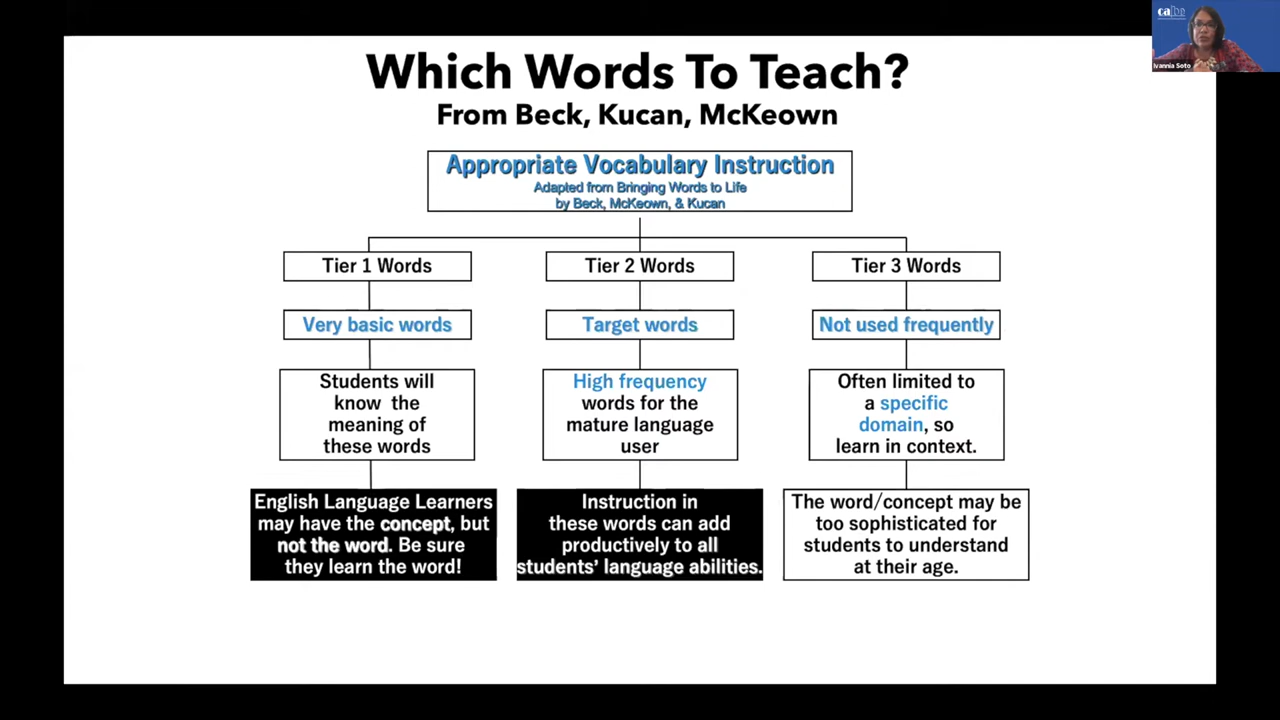 Which Words To Teach?
From Beck, Kucan, McKeown
Appropriate Vocabulary Instruction
Adapted from Bringing Words to Life
by Beck, McKeown, & Kucan
Tier 1 Words
Very basic words
Students will
know the
meaning of
these words
English Language Learners
may have the concept, but
not the word. Be sure
they learn the word!
Tier 2 Words
Target words
High frequency
words for the
mature language
user
Instruction in
these words can add
productively to all
students' language abilities.
Tier 3 Words
Not used frequently
Often limited to
a specific
domain, so
learn in context.
The word/concept may be
too sophisticated for
students to understand
at their age.
Ivannia Soto